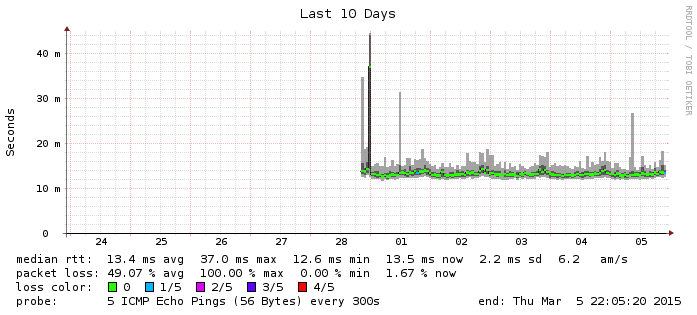 Last 10 Days
RRDTOOL / TOBI OETIKER
Seconds
40 m
30 m
20 m
10 m
0
24 25 26 27 28 01 02 03 04 05
median rtt: 13.4 ms avg 37.0 ms max 12.6 ms min 13.5 ms now 2.2 ms sd 6.2 am/s
packet loss: 49.07 % avg 100.00 % max 0.00 % min 1.67 % now
loss color: 0 1/5 2/5 3/5 4/5
probe: 5 ICMP Echo Pings (56 Bytes) every 300s end: Thu Mar 5 22:05:20 2015